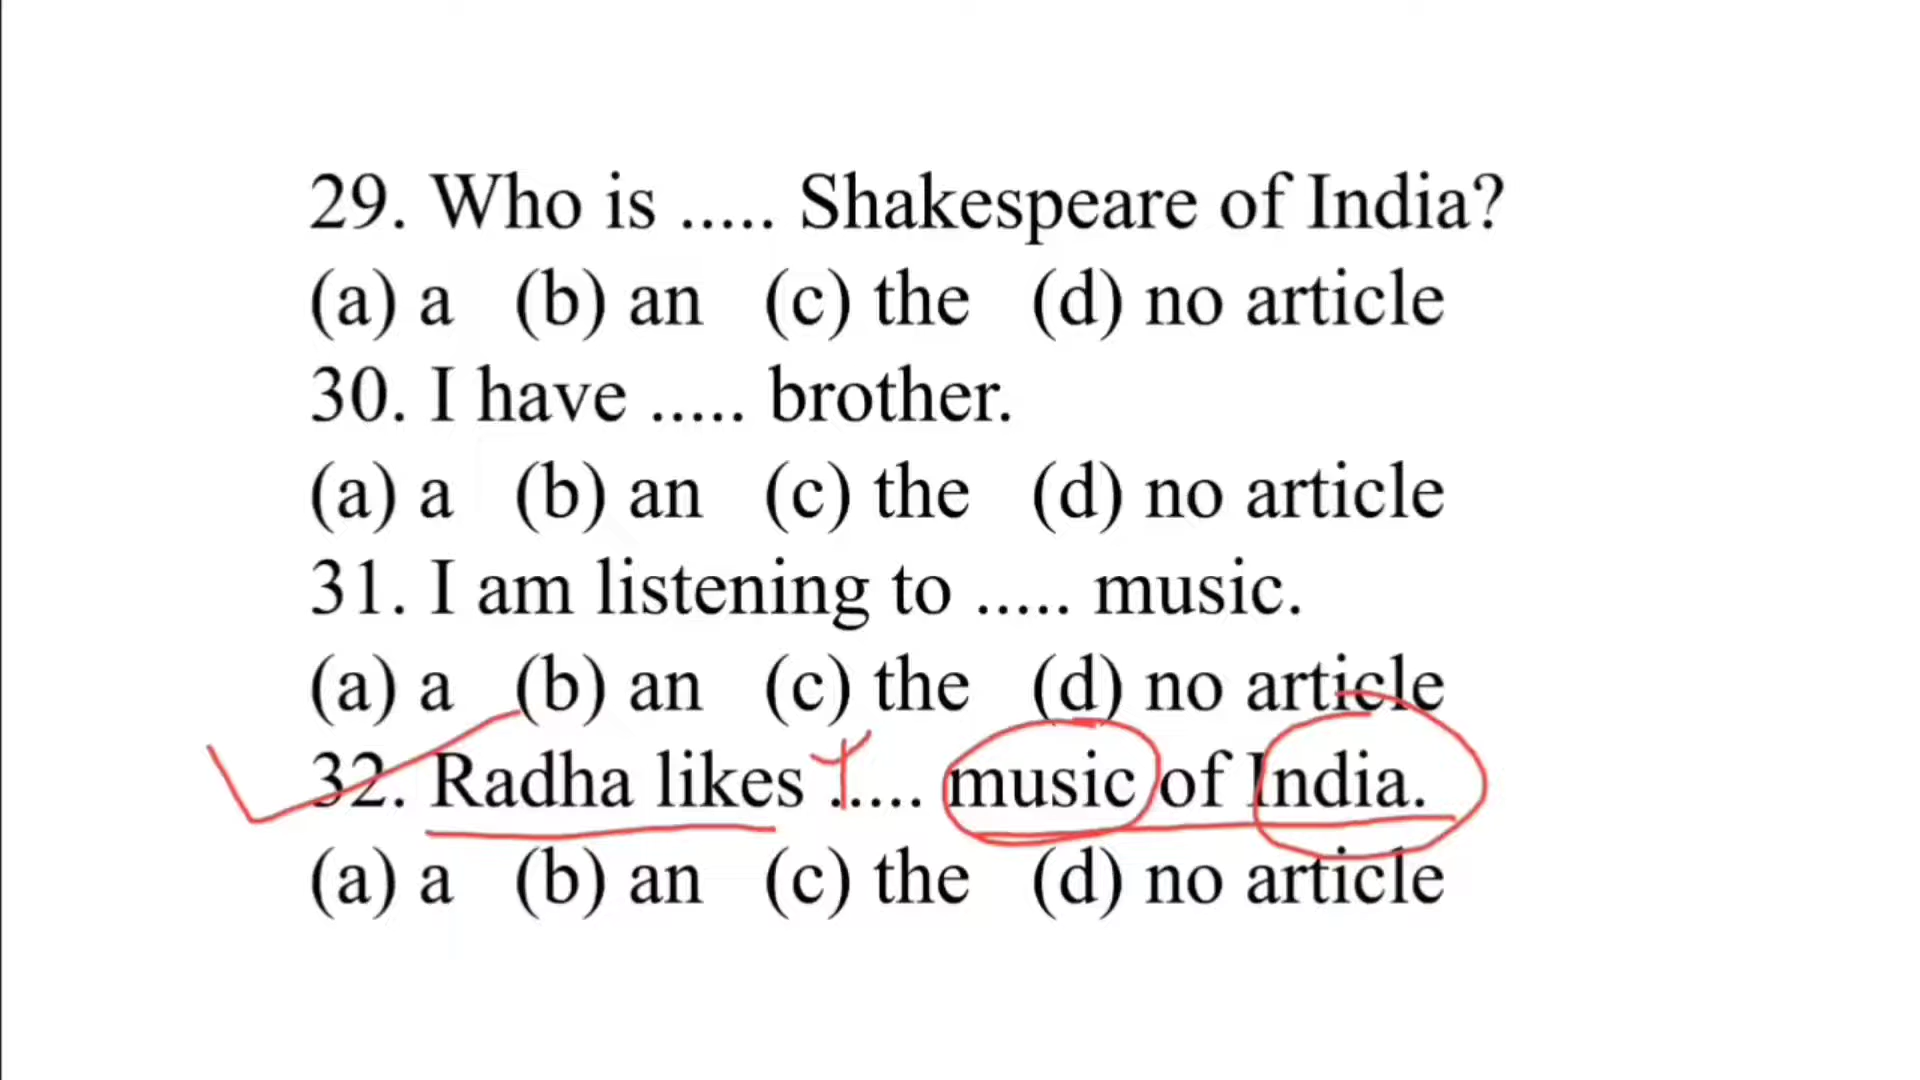 29. Who is ..... Shakespeare of India?
(a) a (b) an (c) the (d) no article
30. I have ..... brother.
(a) a (b) an (c) the (d) no article
31. I am listening to ..... music.
(a) a (b) an (c) the (d) no article
32. Radha likes ..... music of India.
(a) a (b) an (c) the (d) no article